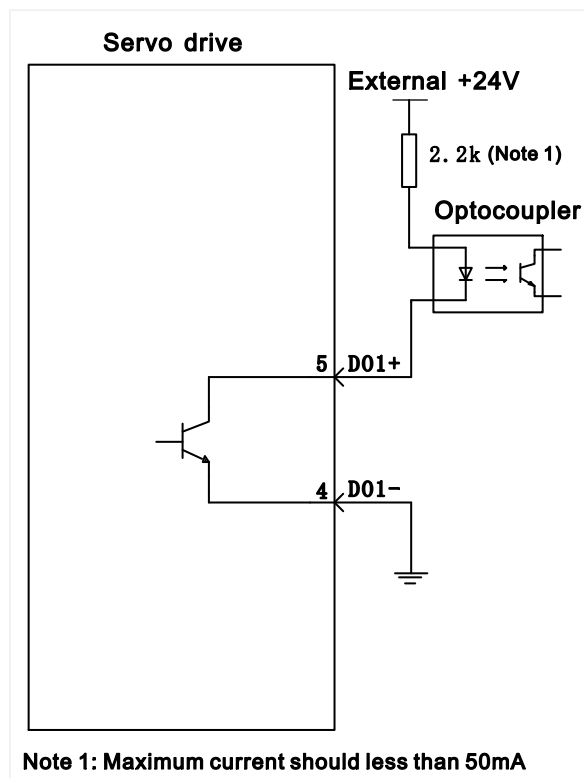 Servo drive
External +24V
2.2k (Note 1)
Optocoupler
5 DO1+
4 DO1-
Note 1: Maximum current should less than 50mA